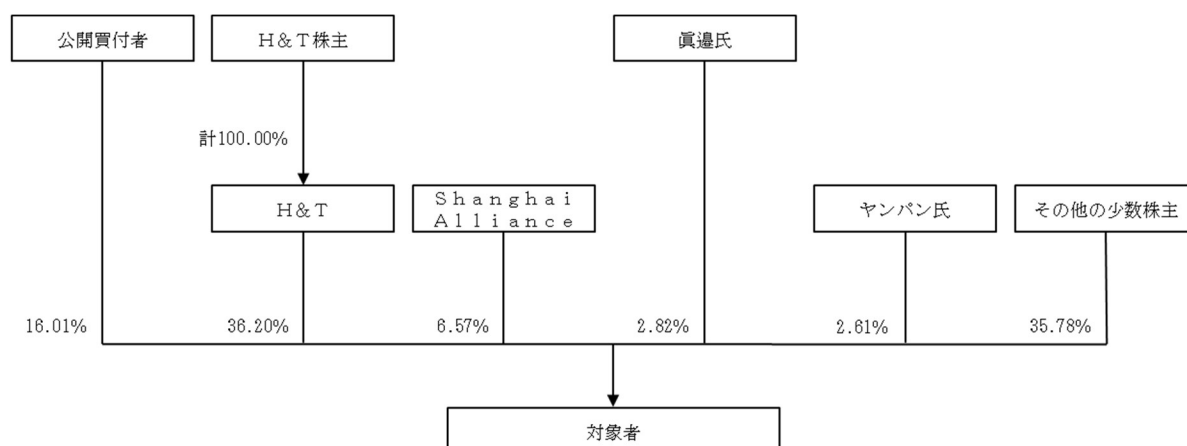 公開買付者
H&T株主
眞邉氏
計100.00%
H&T
Shanghai
Alliance
ヤンパン氏
その他の少数株主
16.01%
36.20%
6.57%
2.82%
2.61%
35.78%
対象者